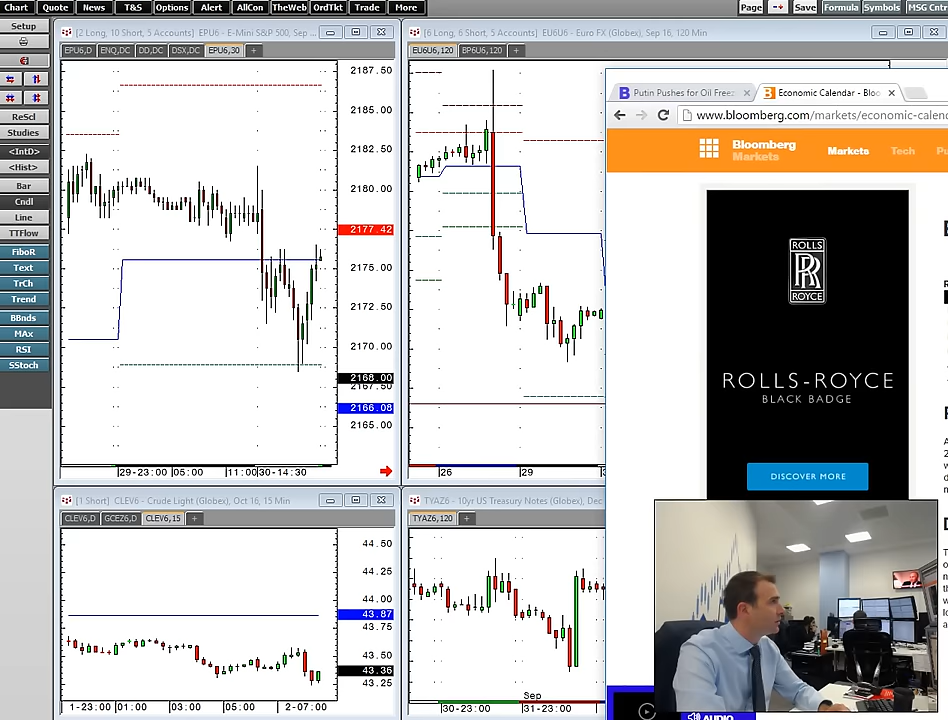 Chart Quote News T&S Options Alert AllCon TheWeb OrdTkt Trade More Page Save Formula Symbols MSG Cntr
Setup
ReScl
Studies
<IntD>
<Hist>
Bar
Cndl
Line
TTFlow
FiboR
Text
TrCh
Trend
BBnds
MAx
RSI
SStoch
[2 Long, 10 Short, 5 Accounts] EPU6,30 - E-Mini S&P 500, Sep ...
EPU6,D ENQ,DC DD,DC DSX,DC EPU6,30 +
2187.50
2185.00
2182.50
2180.00
2177.42
2175.00
2172.50
2170.00
2168.00
2167.50
2166.08
2165.00
29-23:00 05:00 11:00 30-14:30
[6 Long, 6 Short, 5 Accounts] EU6U6,120 - Euro FX (Globex), Sep 16, 120 Min
EU6U6,120 BP6U6,120 +
26 29
[1 Short] CLEV6,15 - Crude Light (Globex), Oct 16, 15 Min
CLEV6,D GCEZ6,D CLEV6,15 +
44.50
44.25
44.00
43.87
43.75
43.50
43.36
43.25
1-23:00 01:00 03:00 05:00 2-07:00
TYAZ6,120 - 10yr US Treasury Notes (Globex), Dec
TYAZ6,120 +
Sep
30-23:00 31-23:00
Putin Pushes for Oil Freez
Economic Calendar - Bloo
www.bloomberg.com/markets/economic-calend
Bloomberg
Markets
Markets Tech
ROLLS
RR
ROYCE
ROLLS-ROYCE
BLACK BADGE
DISCOVER MORE
AUDIO